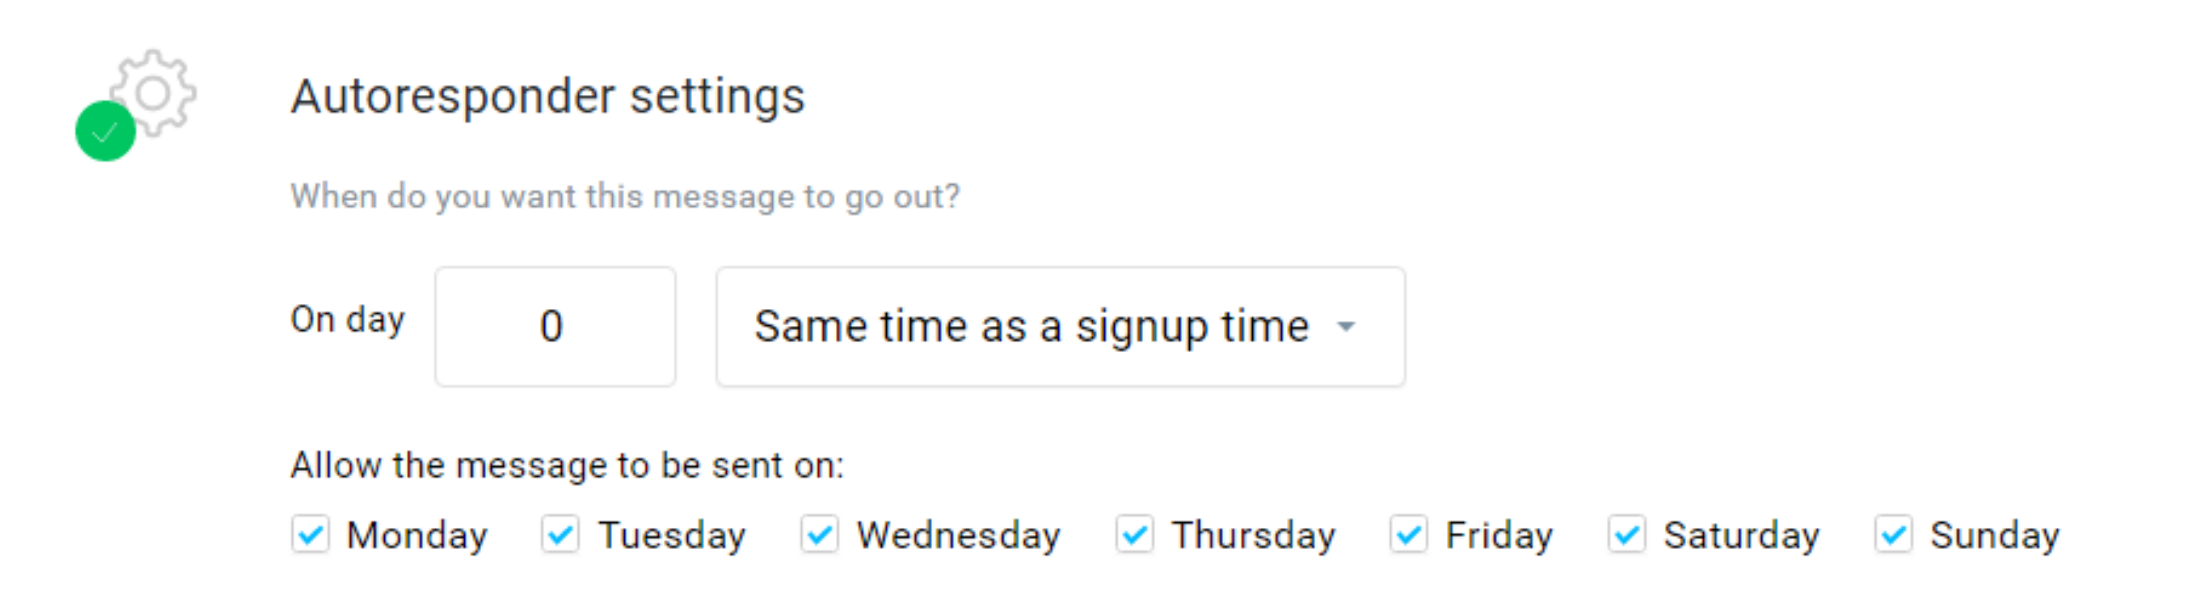 Autoresponder settings
When do you want this message to go out?
On day 0 Same time as a signup time
Allow the message to be sent on:
Monday Tuesday Wednesday Thursday Friday Saturday Sunday